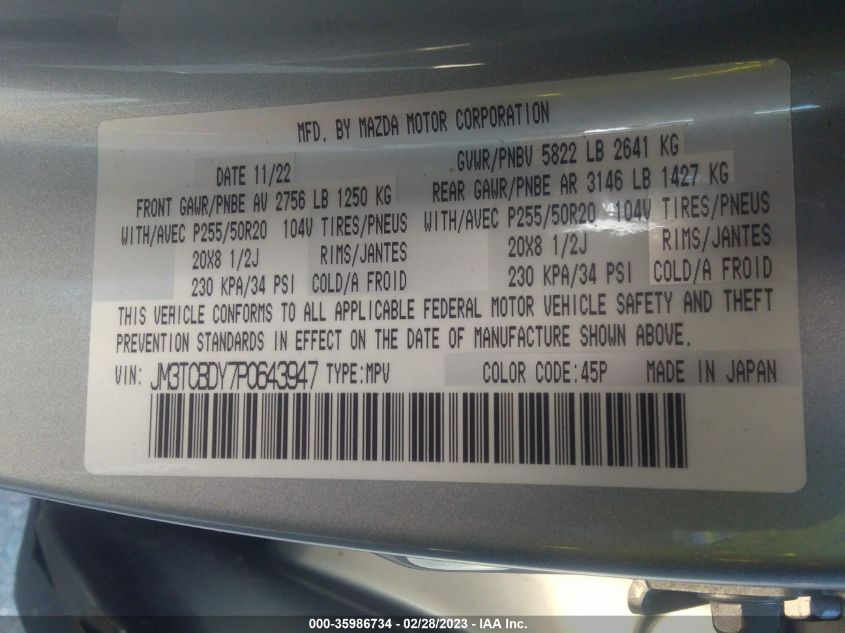 MFD. BY MAZDA MOTOR CORPORATION
DATE 11/22
GVWR/PNBV 5822 LB 2641 KG
FRONT GAWR/PNBE AV 2756 LB 1250 KG
REAR GAWR/PNBE AR 3146 LB 1427 KG
WITH/AVEC P255/50R20 104V TIRES/PNEUS
WITH/AVEC P255/50R20 104V TIRES/PNEUS
20X8 1/2J RIMS/JANTES
20X8 1/2J RIMS/JANTES
230 KPA/34 PSI COLD/A FROID
230 KPA/34 PSI COLD/A FROID
THIS VEHICLE CONFORMS TO ALL APPLICABLE FEDERAL MOTOR VEHICLE SAFETY AND THEFT
PREVENTION STANDARDS IN EFFECT ON THE DATE OF MANUFACTURE SHOWN ABOVE.
VIN: JM3TCBDY7P0643947 TYPE:MPV COLOR CODE:45P MADE IN JAPAN
000-35986734 / 02/28/2023 - © IAA Inc.